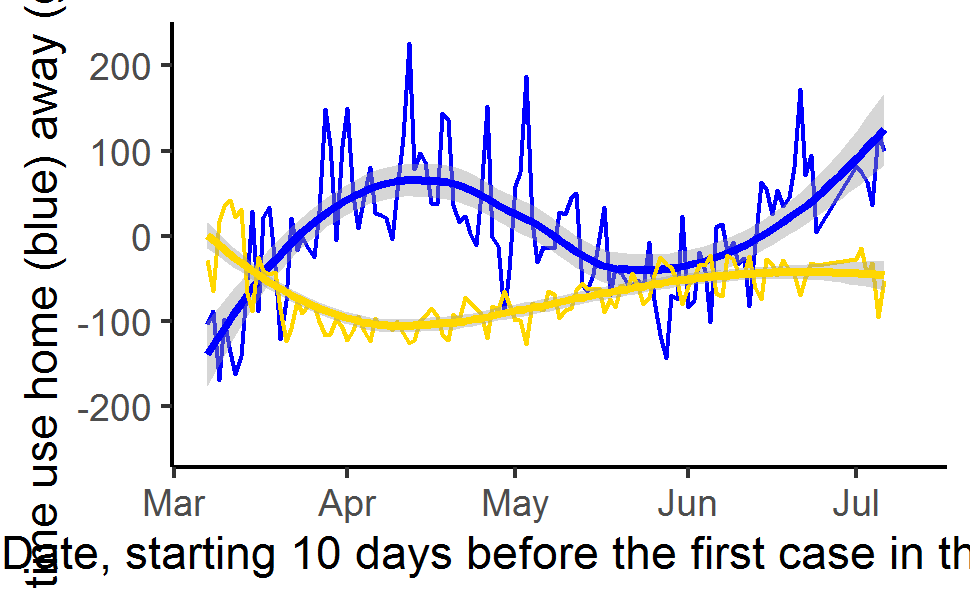 time use home (blue) away (
200
100
0
-100
-200
Mar Apr May Jun Jul
Date, starting 10 days before the first case in th